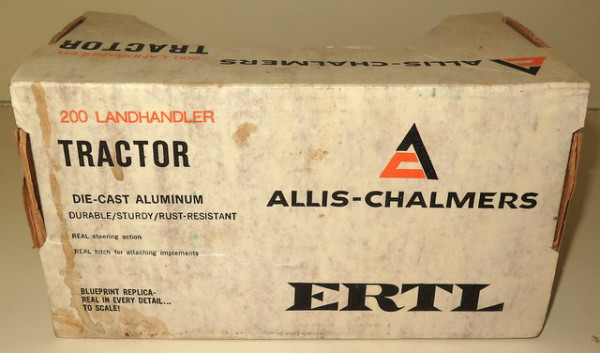 200 LANDHANDLER
TRACTOR
ALLIS-CHALMERS
200 LANDHANDLER
TRACTOR
DIE-CAST ALUMINUM
DURABLE/STURDY/RUST-RESISTANT
REAL steering action
REAL hitch for attaching implements
BLUEPRINT REPLICA-
REAL IN EVERY DETAIL...
TO SCALE!
ALLIS-CHALMERS
ERTL